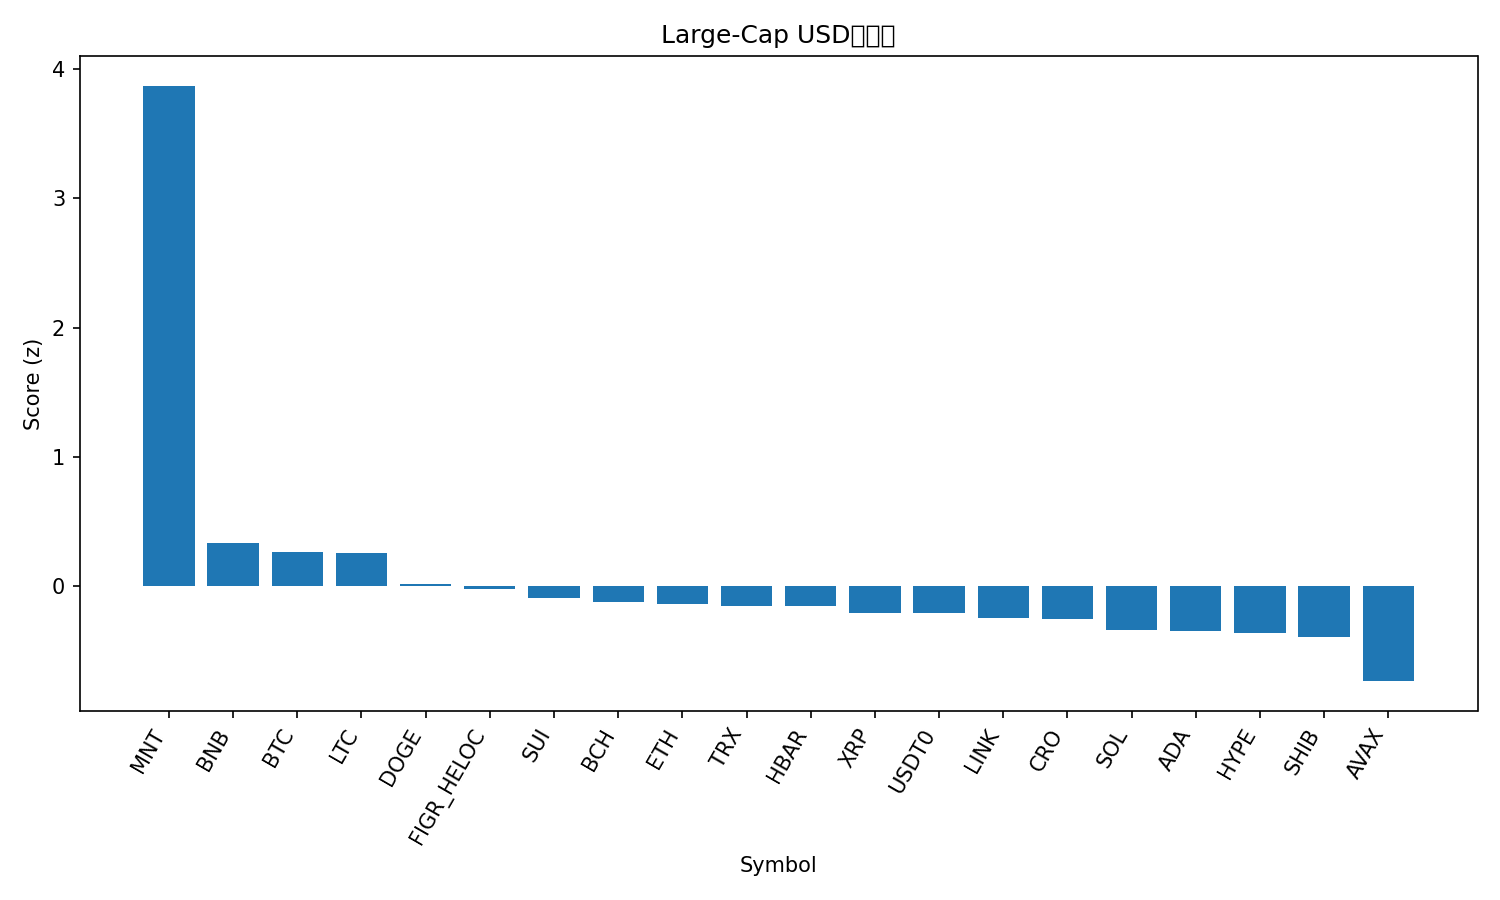 Large-Cap USD
4
3
2
1
0
Score (z)
MNT
BNB
BTC
LTC
DOGE
FIGR_HELOC
SUI
BCH
ETH
TRX
HBAR
XRP
USDT0
LINK
CRO
SOL
ADA
HYPE
SHIB
AVAX
Symbol